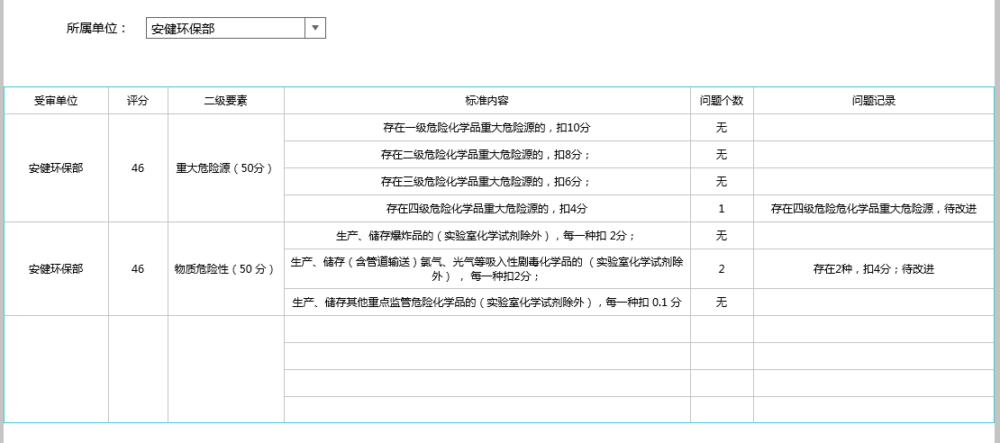 所属单位：
安健环保部
受审单位 评分 二级要素 标准内容 问题个数 问题记录
安健环保部 46 重大危险源（50分）
存在一级危险化学品重大危险源的，扣10分 无
存在二级危险化学品重大危险源的，扣8分； 无
存在三级危险化学品重大危险源的，扣6分； 无
存在四级危险化学品重大危险源的，扣4分 1 存在四级危险危化学品重大危险源，待改进
安健环保部 46 物质危险性（50 分）
生产、储存爆炸品的（实验室化学试剂除外），每一种扣 2分； 无
生产、储存（含管道输送）氯气、光气等吸入性剧毒化学品的 （实验室化学试剂除
外） ， 每一种扣2分； 2 存在2种，扣4分；待改进
生产、储存其他重点监管危险化学品的（实验室化学试剂除外），每一种扣 0.1 分 无